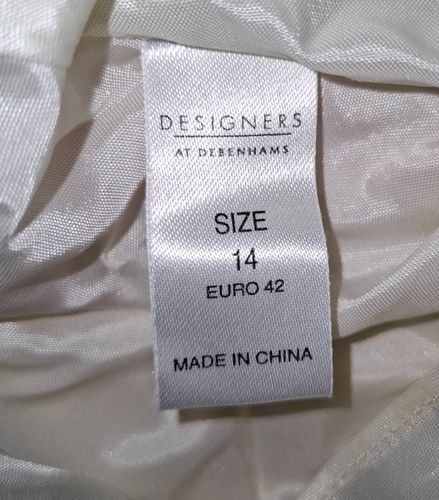 DESIGNERS
AT DEBENHAMS
SIZE
14
EURO 42
MADE IN CHINA